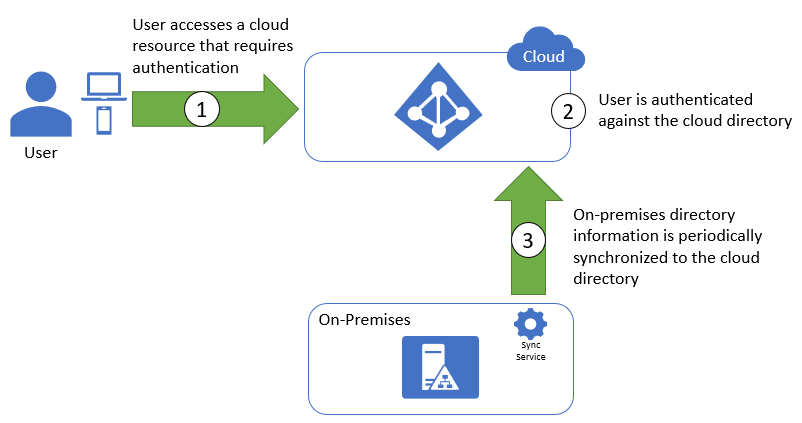 User accesses a cloud
resource that requires
authentication
1
User
Cloud
2
User is authenticated
against the cloud directory
3
On-premises directory
information is periodically
synchronized to the cloud
directory
On-Premises
Sync
Service